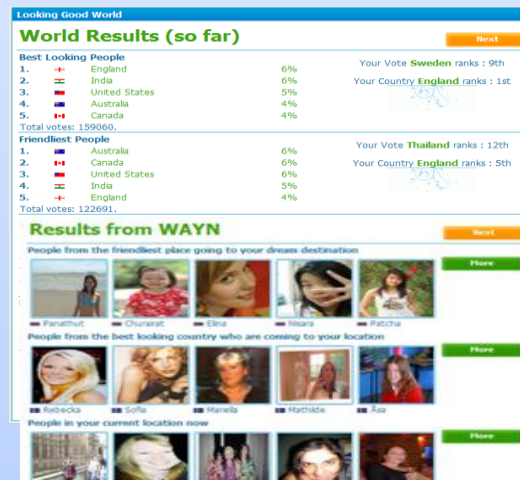 Looking Good World
World Results (so far)
Next
Best Looking People
1. England 6%
2. India 6%
3. United States 5%
4. Australia 4%
5. Canada 4%
Total votes: 159060.
Your Vote Sweden ranks : 9th
Your Country England ranks : 1st
Friendliest People
1. Australia 6%
2. Canada 6%
3. United States 6%
4. India 5%
5. England 4%
Total votes: 122691.
Your Vote Thailand ranks : 12th
Your Country England ranks : 5th
Results from WAYN
Next
People from the friendliest place going to your dream destination
More
Panathut Churarat Elina Nisara Patcha
People from the best looking country who are coming to your location
More
Rebecka Sofia Mariella Mathilde Åsa
People in your current location now
More